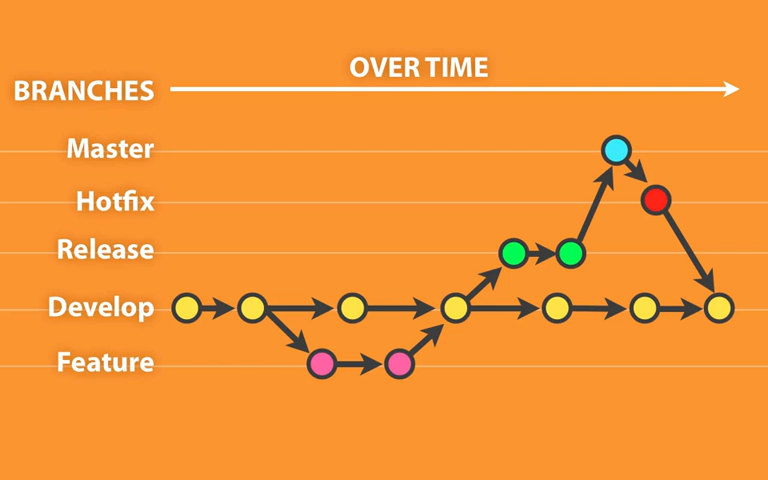 OVER TIME
BRANCHES
Master
Hotfix
Release
Develop
Feature